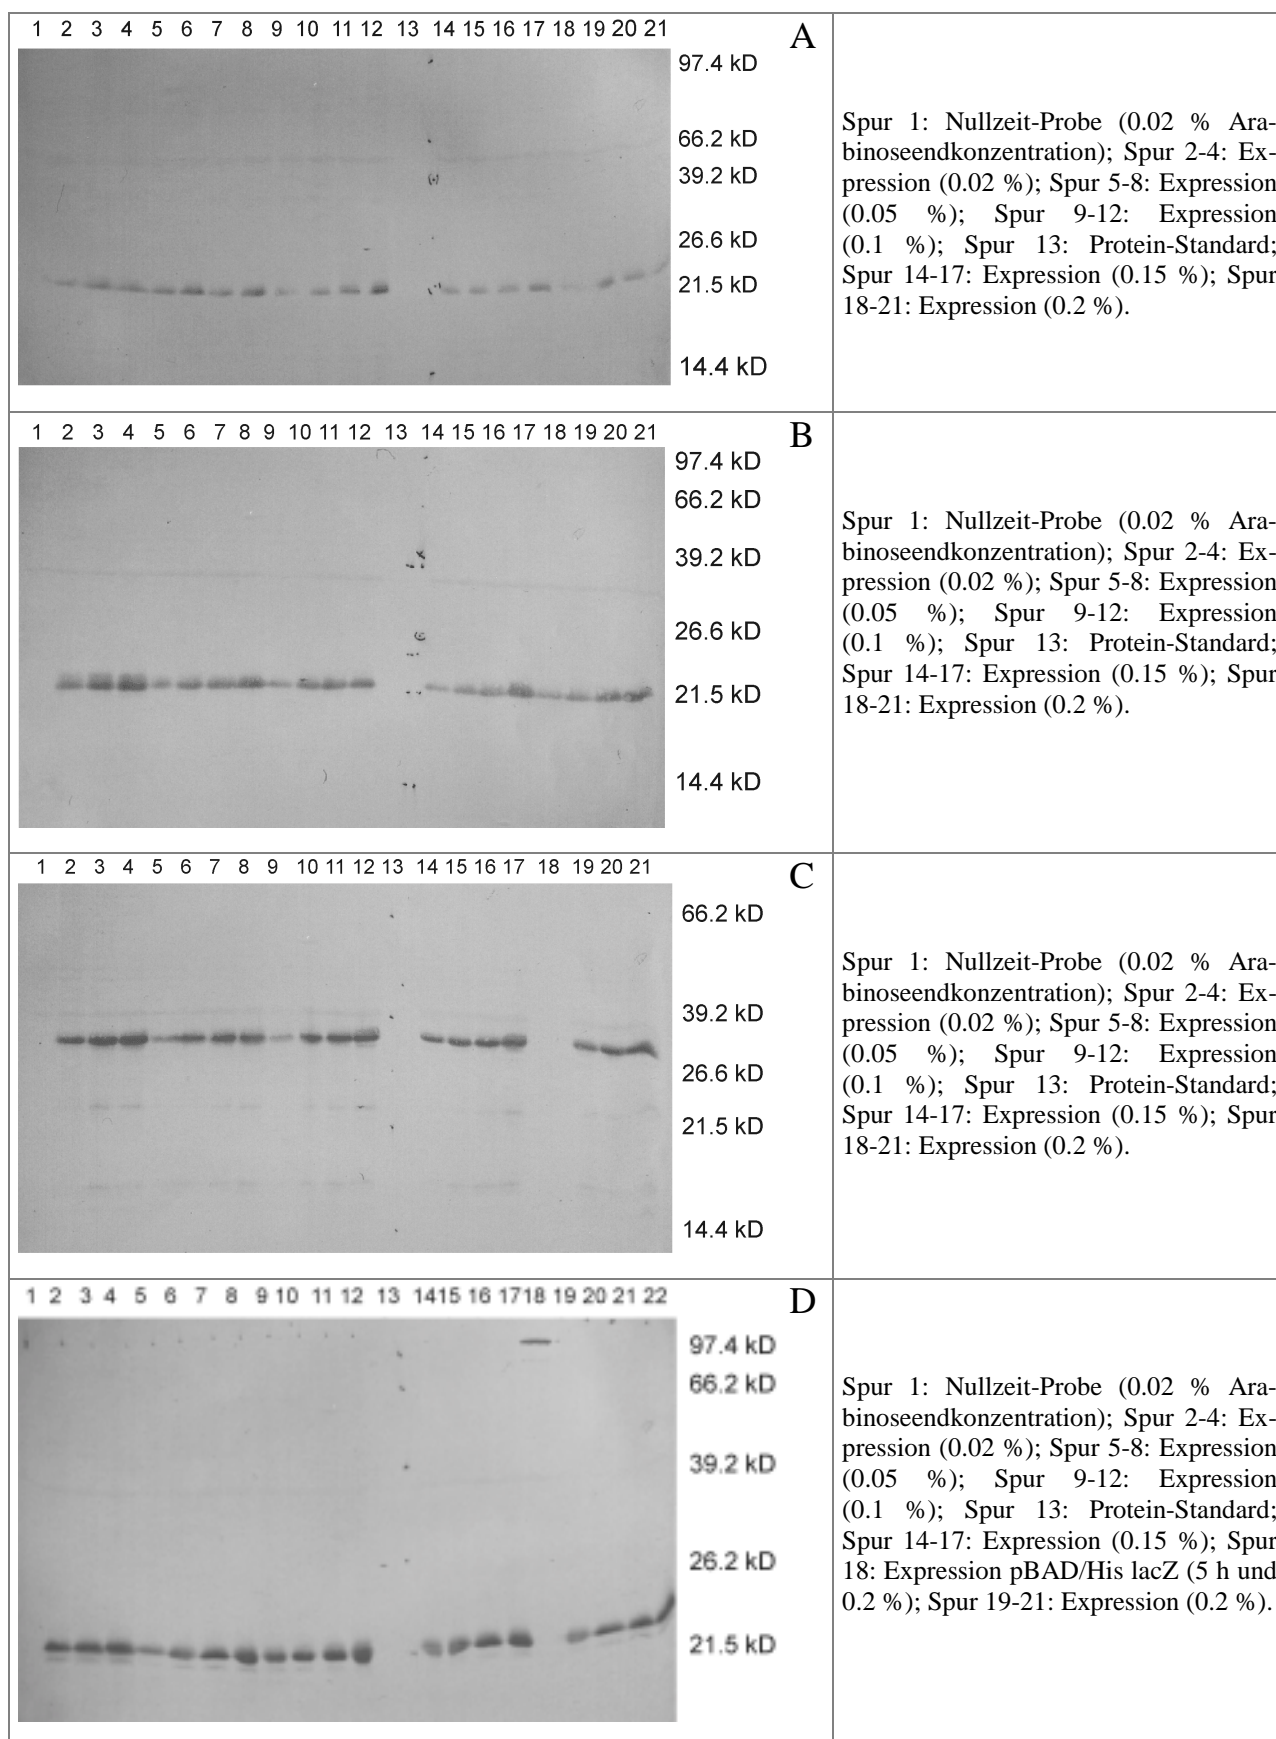 1 2 3 4 5 6 7 8 9 10 11 12 13 14 15 16 17 18 19 20 21
A
97.4 kD
66.2 kD
39.2 kD
26.6 kD
21.5 kD
14.4 kD
Spur 1: Nullzeit-Probe (0.02 % Ara-
binoseendkonzentration); Spur 2-4: Ex-
pression (0.02 %); Spur 5-8: Expression
(0.05 %); Spur 9-12: Expression
(0.1 %); Spur 13: Protein-Standard;
Spur 14-17: Expression (0.15 %); Spur
18-21: Expression (0.2 %).
1 2 3 4 5 6 7 8 9 10 11 12 13 14 15 16 17 18 19 20 21
B
97.4 kD
66.2 kD
39.2 kD
26.6 kD
21.5 kD
14.4 kD
Spur 1: Nullzeit-Probe (0.02 % Ara-
binoseendkonzentration); Spur 2-4: Ex-
pression (0.02 %); Spur 5-8: Expression
(0.05 %); Spur 9-12: Expression
(0.1 %); Spur 13: Protein-Standard;
Spur 14-17: Expression (0.15 %); Spur
18-21: Expression (0.2 %).
1 2 3 4 5 6 7 8 9 10 11 12 13 14 15 16 17 18 19 20 21
C
66.2 kD
39.2 kD
26.6 kD
21.5 kD
14.4 kD
Spur 1: Nullzeit-Probe (0.02 % Ara-
binoseendkonzentration); Spur 2-4: Ex-
pression (0.02 %); Spur 5-8: Expression
(0.05 %); Spur 9-12: Expression
(0.1 %); Spur 13: Protein-Standard;
Spur 14-17: Expression (0.15 %); Spur
18-21: Expression (0.2 %).
1 2 3 4 5 6 7 8 9 10 11 12 13 1415 16 1718 19 20 21 22
D
97.4 kD
66.2 kD
39.2 kD
26.2 kD
21.5 kD
Spur 1: Nullzeit-Probe (0.02 % Ara-
binoseendkonzentration); Spur 2-4: Ex-
pression (0.02 %); Spur 5-8: Expression
(0.05 %); Spur 9-12: Expression
(0.1 %); Spur 13: Protein-Standard;
Spur 14-17: Expression (0.15 %); Spur
18: Expression pBAD/His lacZ (5 h und
0.2 %); Spur 19-21: Expression (0.2 %).